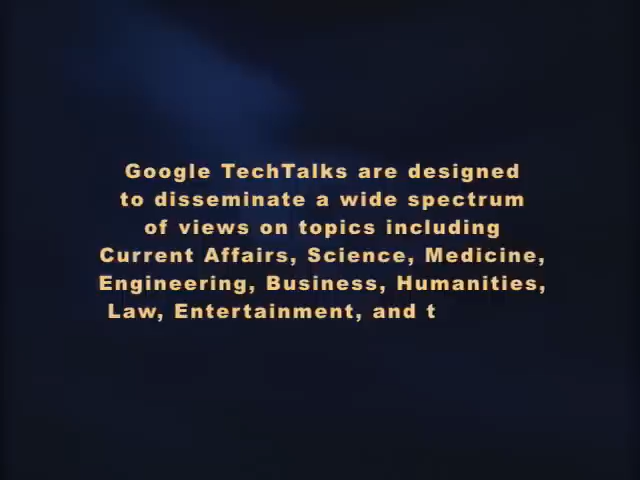 Google TechTalks are designed
to disseminate a wide spectrum
of views on topics including
Current Affairs, Science, Medicine,
Engineering, Business, Humanities,
Law, Entertainment, and t